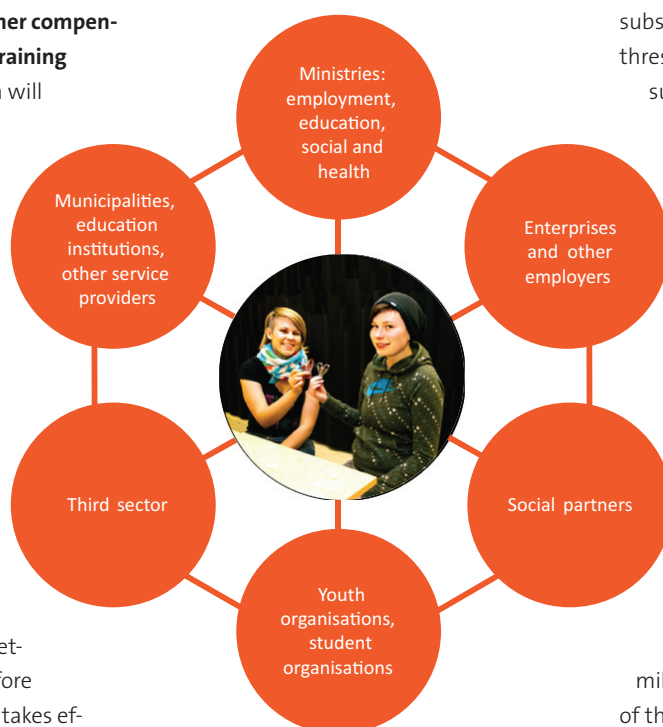 her compen-
raining
will
subs
thres
su
Ministries:
employment,
education,
social and
health
Municipalities,
education
institutions,
other service
providers
Enterprises
and other
employers
Third sector
Social partners
Youth
organisations,
student
organisations
et-
fore
takes ef-
mil
of th